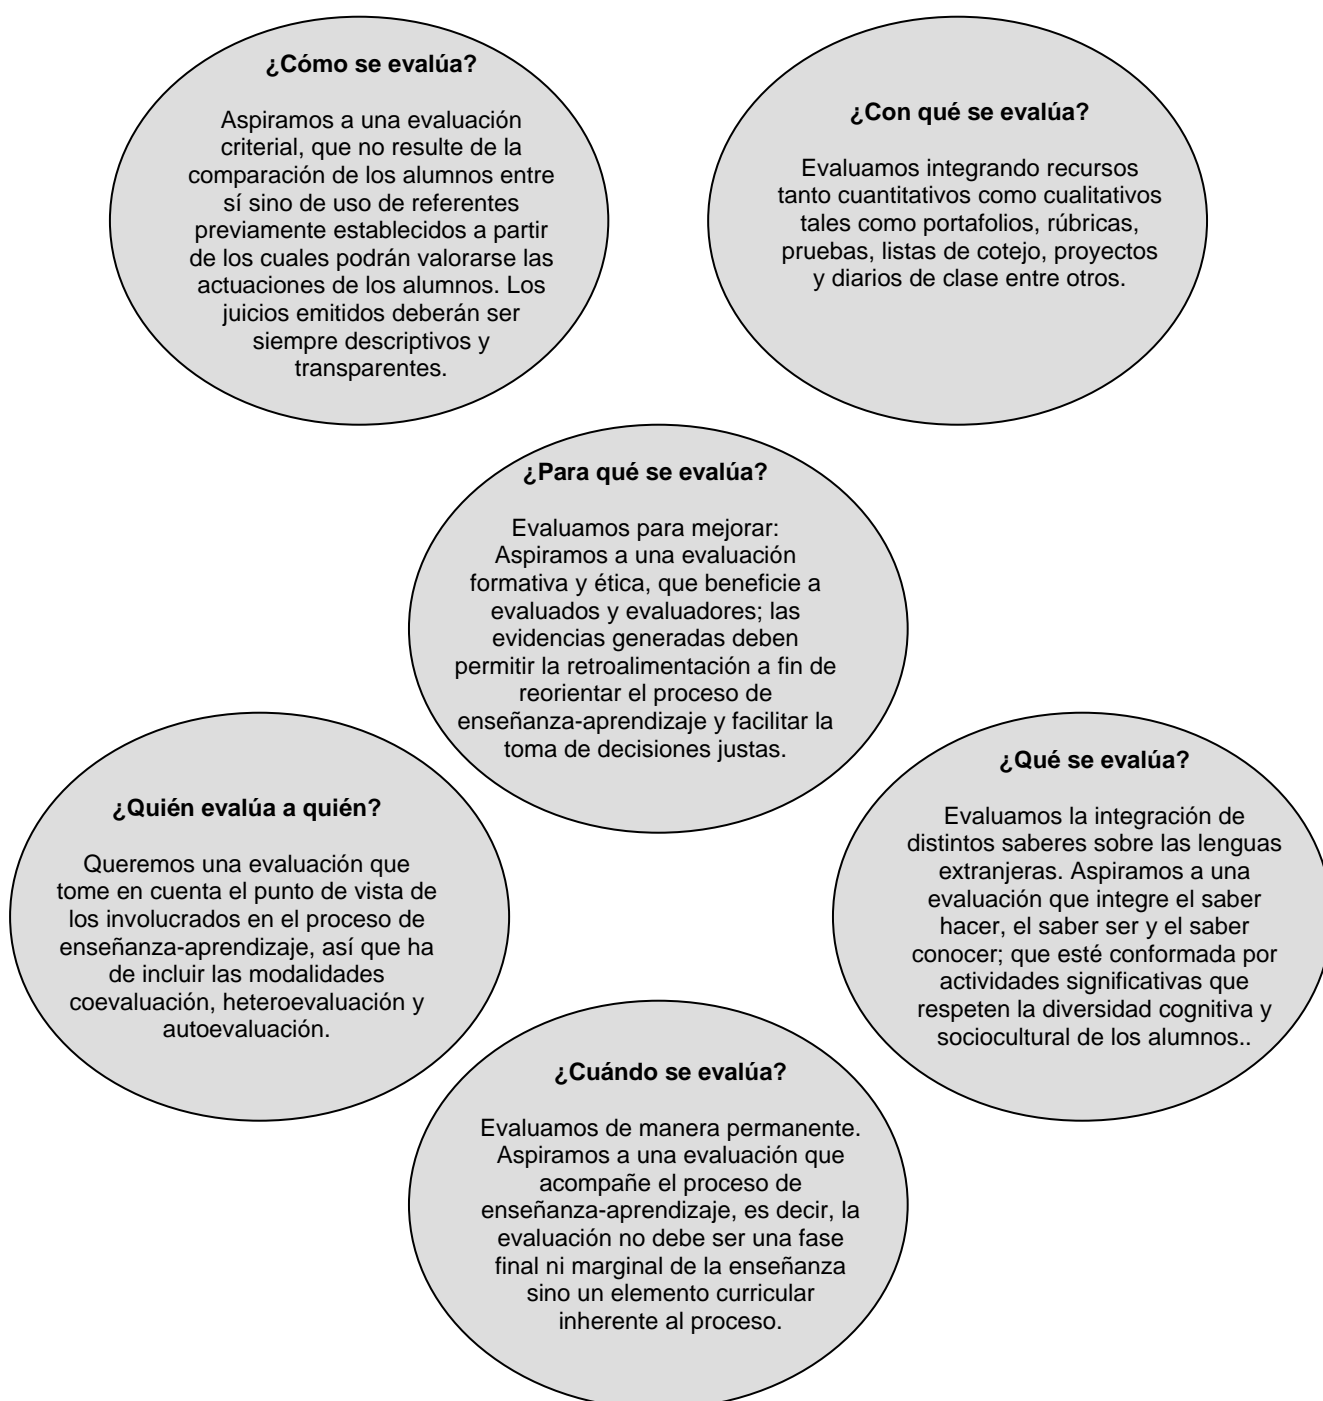 ¿Cómo se evalúa?
Aspiramos a una evaluación
criterial, que no resulte de la
comparación de los alumnos entre
sí sino de uso de referentes
previamente establecidos a partir
de los cuales podrán valorarse las
actuaciones de los alumnos. Los
juicios emitidos deberán ser
siempre descriptivos y
transparentes.
¿Con qué se evalúa?
Evaluamos integrando recursos
tanto cuantitativos como cualitativos
tales como portafolios, rúbricas,
pruebas, listas de cotejo, proyectos
y diarios de clase entre otros.
¿Para qué se evalúa?
Evaluamos para mejorar:
Aspiramos a una evaluación
formativa y ética, que beneficie a
evaluados y evaluadores; las
evidencias generadas deben
permitir la retroalimentación a fin de
reorientar el proceso de
enseñanza-aprendizaje y facilitar la
toma de decisiones justas.
¿Quién evalúa a quién?
Queremos una evaluación que
tome en cuenta el punto de vista de
los involucrados en el proceso de
enseñanza-aprendizaje, así que ha
de incluir las modalidades
coevaluación, heteroevaluación y
autoevaluación.
¿Qué se evalúa?
Evaluamos la integración de
distintos saberes sobre las lenguas
extranjeras. Aspiramos a una
evaluación que integre el saber
hacer, el saber ser y el saber
conocer; que esté conformada por
actividades significativas que
respeten la diversidad cognitiva y
sociocultural de los alumnos..
¿Cuándo se evalúa?
Evaluamos de manera permanente.
Aspiramos a una evaluación que
acompañe el proceso de
enseñanza-aprendizaje, es decir, la
evaluación no debe ser una fase
final ni marginal de la enseñanza
sino un elemento curricular
inherente al proceso.